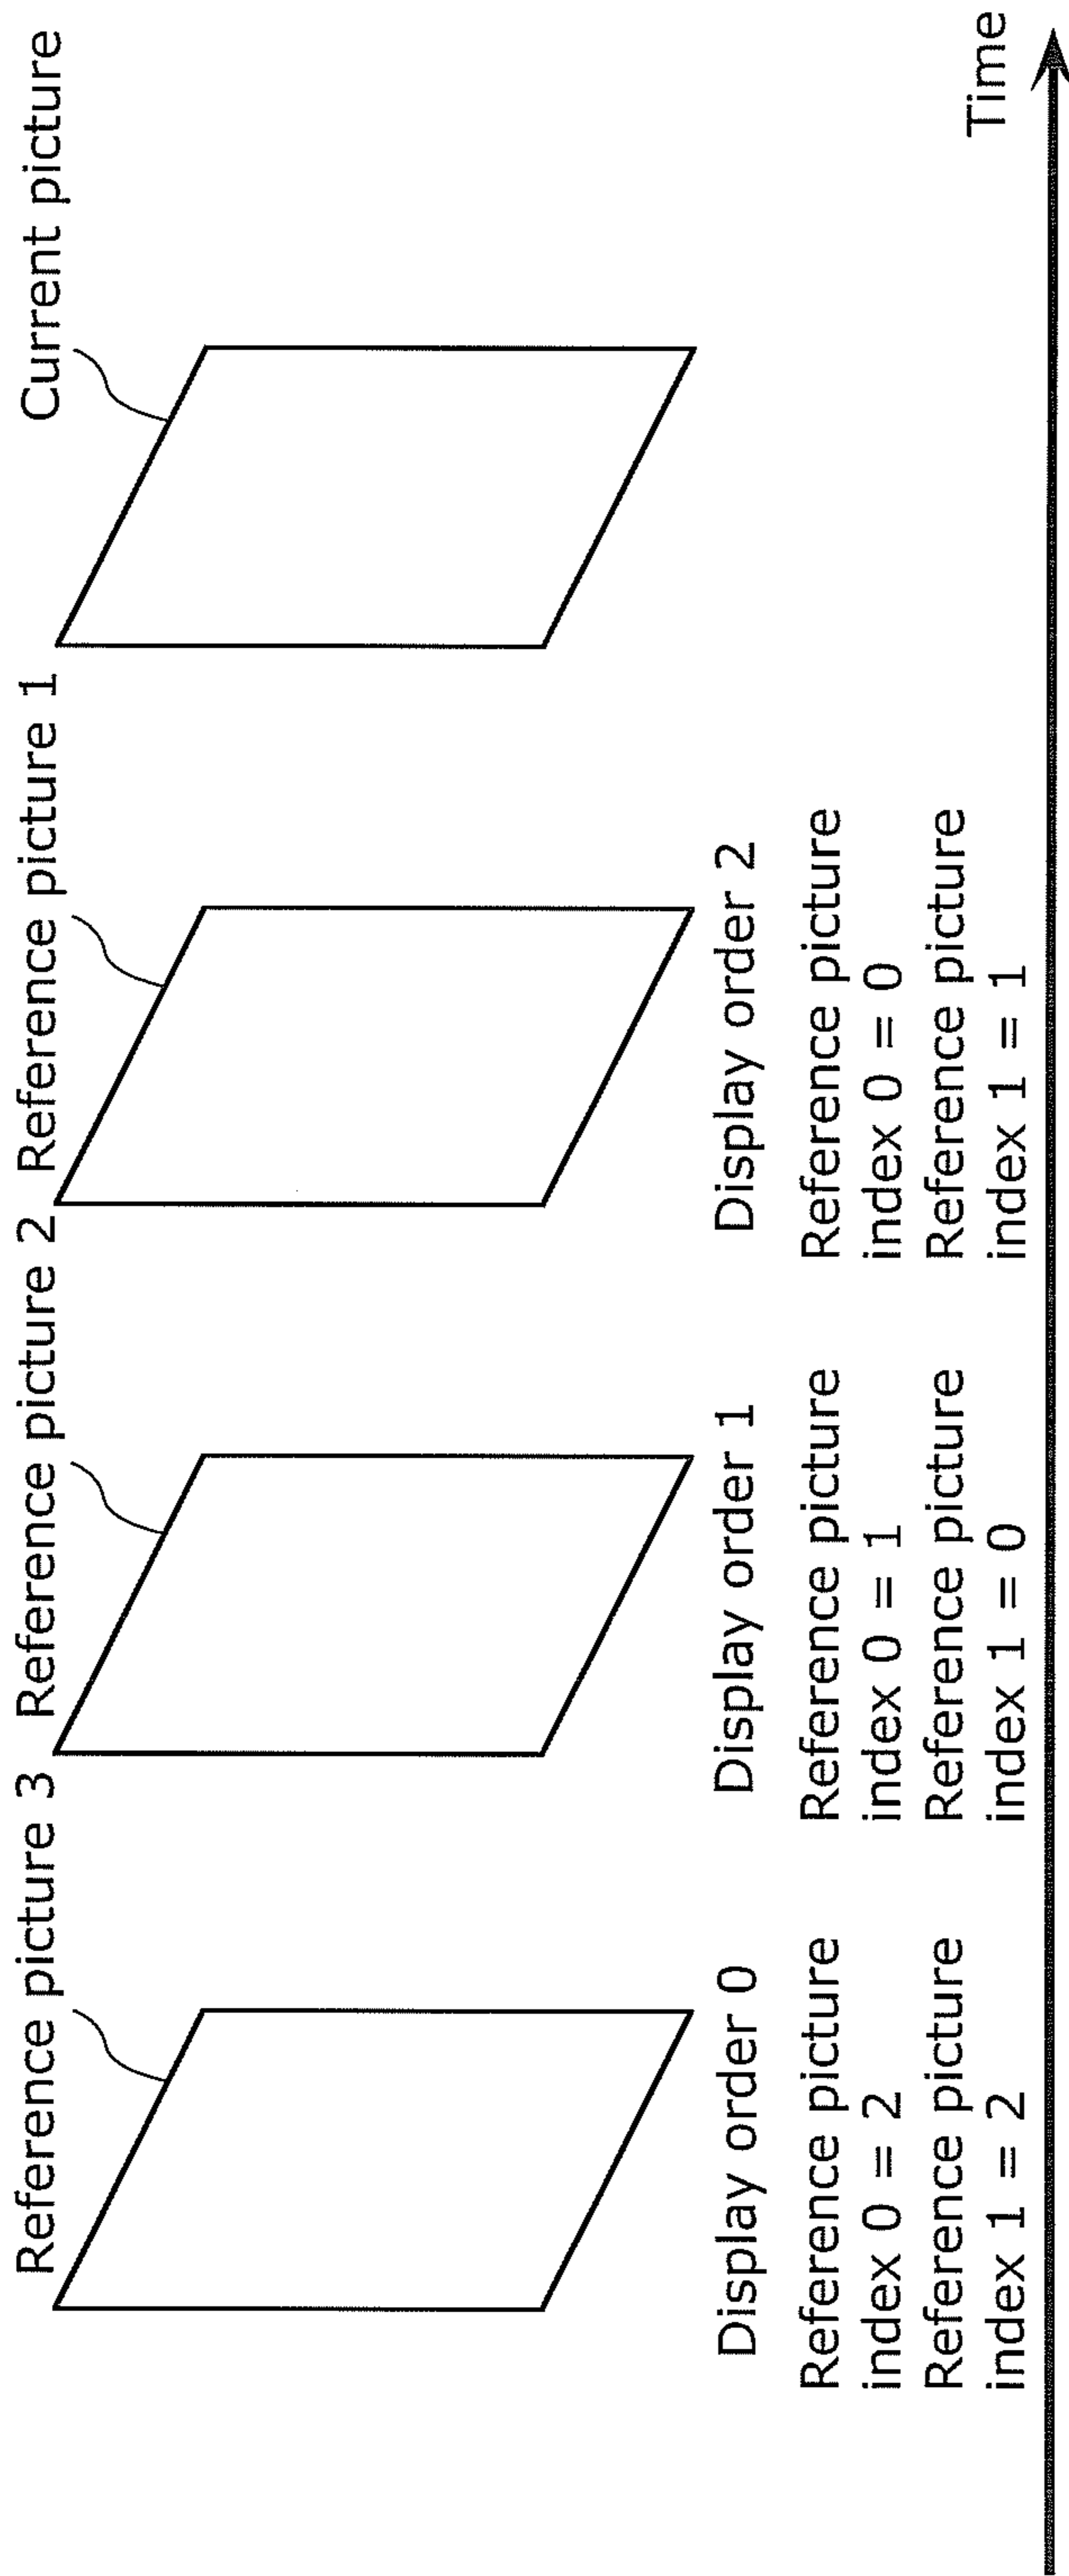 Reference picture 3
Reference picture 2
Reference picture 1
Current picture
Display order 0
Reference picture
index 0 = 2
Reference picture
index 1 = 2
Display order 1
Reference picture
index 0 = 1
Reference picture
index 1 = 0
Display order 2
Reference picture
index 0 = 0
Reference picture
index 1 = 1
Time